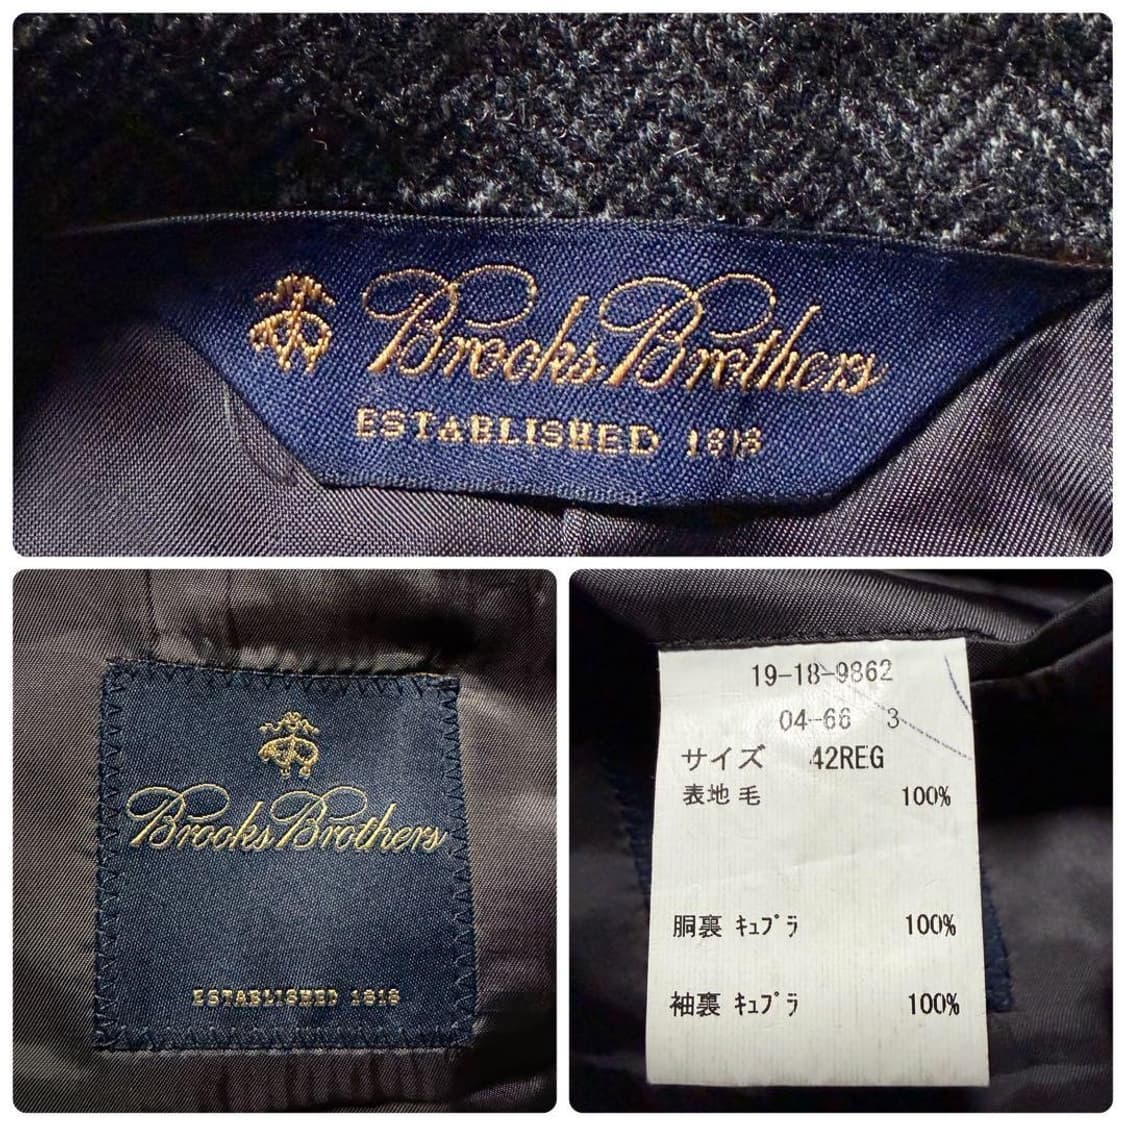 Brooks Brothers
ESTABLISHED 1818
Brooks Brothers
ESTABLISHED 1818
19-18-9862
04-66 3
サイズ 42REG
表地 毛 100%
胴裏 ｷｭﾌﾟﾗ 100%
袖裏 ｷｭﾌﾟﾗ 100%